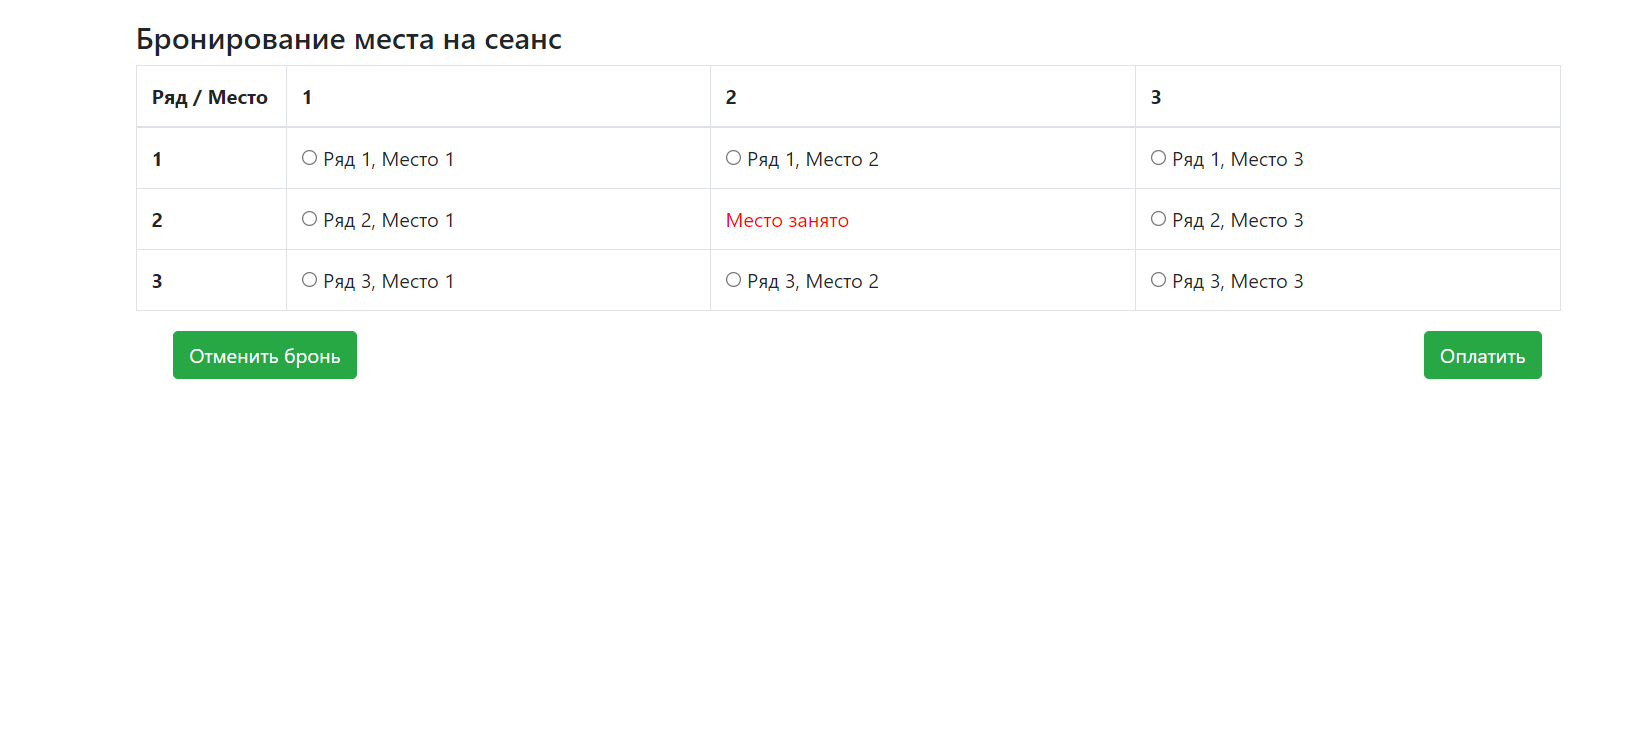 Бронирование места на сеанс
Ряд / Место 1 2 3
1 Ряд 1, Место 1 Ряд 1, Место 2 Ряд 1, Место 3
2 Ряд 2, Место 1 Место занято Ряд 2, Место 3
3 Ряд 3, Место 1 Ряд 3, Место 2 Ряд 3, Место 3
Отменить бронь Оплатить